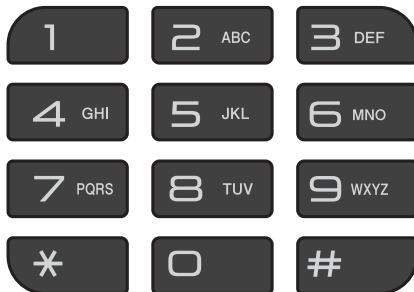 1 2 ABC 3 DEF
4 GHI 5 JKL 6 MNO
7 PQRS 8 TUV 9 WXYZ
* 0 #